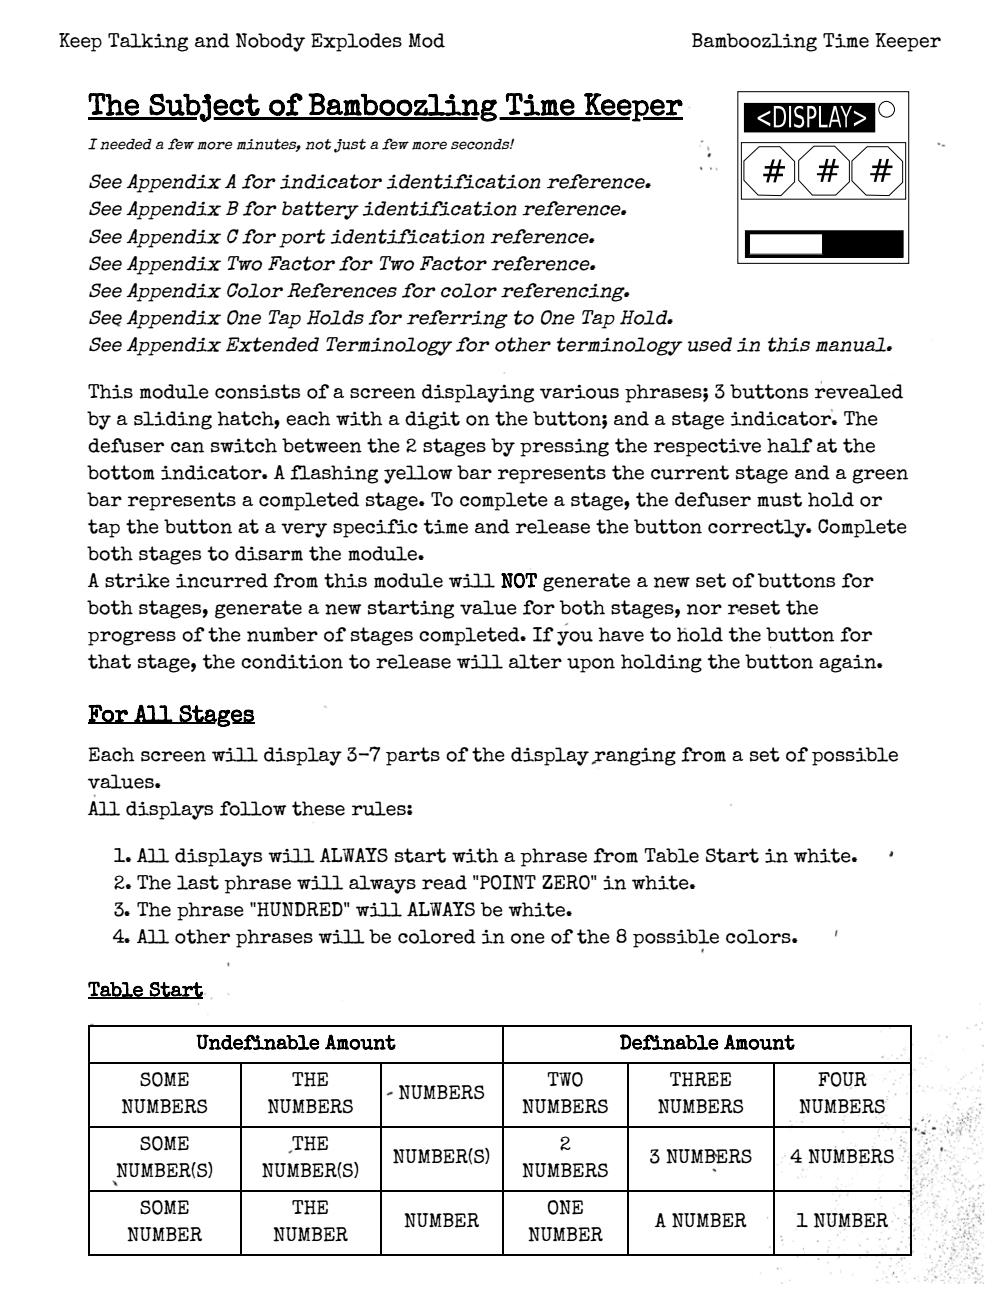 Keep Talking and Nobody Explodes Mod
Bamboozling Time Keeper
The Subject of Bamboozling Time Keeper
<DISPLAY>
# # #
I needed a few more minutes, not just a few more seconds!
See Appendix A for indicator identification reference.
See Appendix B for battery identification reference.
See Appendix C for port identification reference.
See Appendix Two Factor for Two Factor reference.
See Appendix Color References for color referencing.
See Appendix One Tap Holds for referring to One Tap Hold.
See Appendix Extended Terminology for other terminology used in this manual.
This module consists of a screen displaying various phrases; 3 buttons revealed
by a sliding hatch, each with a digit on the button; and a stage indicator. The
defuser can switch between the 2 stages by pressing the respective half at the
bottom indicator. A flashing yellow bar represents the current stage and a green
bar represents a completed stage. To complete a stage, the defuser must hold or
tap the button at a very specific time and release the button correctly. Complete
both stages to disarm the module.
A strike incurred from this module will NOT generate a new set of buttons for
both stages, generate a new starting value for both stages, nor reset the
progress of the number of stages completed. If you have to hold the button for
that stage, the condition to release will alter upon holding the button again.
For All Stages
Each screen will display 3-7 parts of the display ranging from a set of possible
values.
All displays follow these rules:
1. All displays will ALWAYS start with a phrase from Table Start in white.
2. The last phrase will always read "POINT ZERO" in white.
3. The phrase "HUNDRED" will ALWAYS be white.
4. All other phrases will be colored in one of the 8 possible colors.
Table Start
Undefinable Amount Definable Amount
SOME NUMBERS THE NUMBERS NUMBERS TWO NUMBERS THREE NUMBERS FOUR NUMBERS
SOME NUMBER(S) THE NUMBER(S) NUMBER(S) 2 NUMBERS 3 NUMBERS 4 NUMBERS
SOME NUMBER THE NUMBER NUMBER ONE NUMBER A NUMBER 1 NUMBER